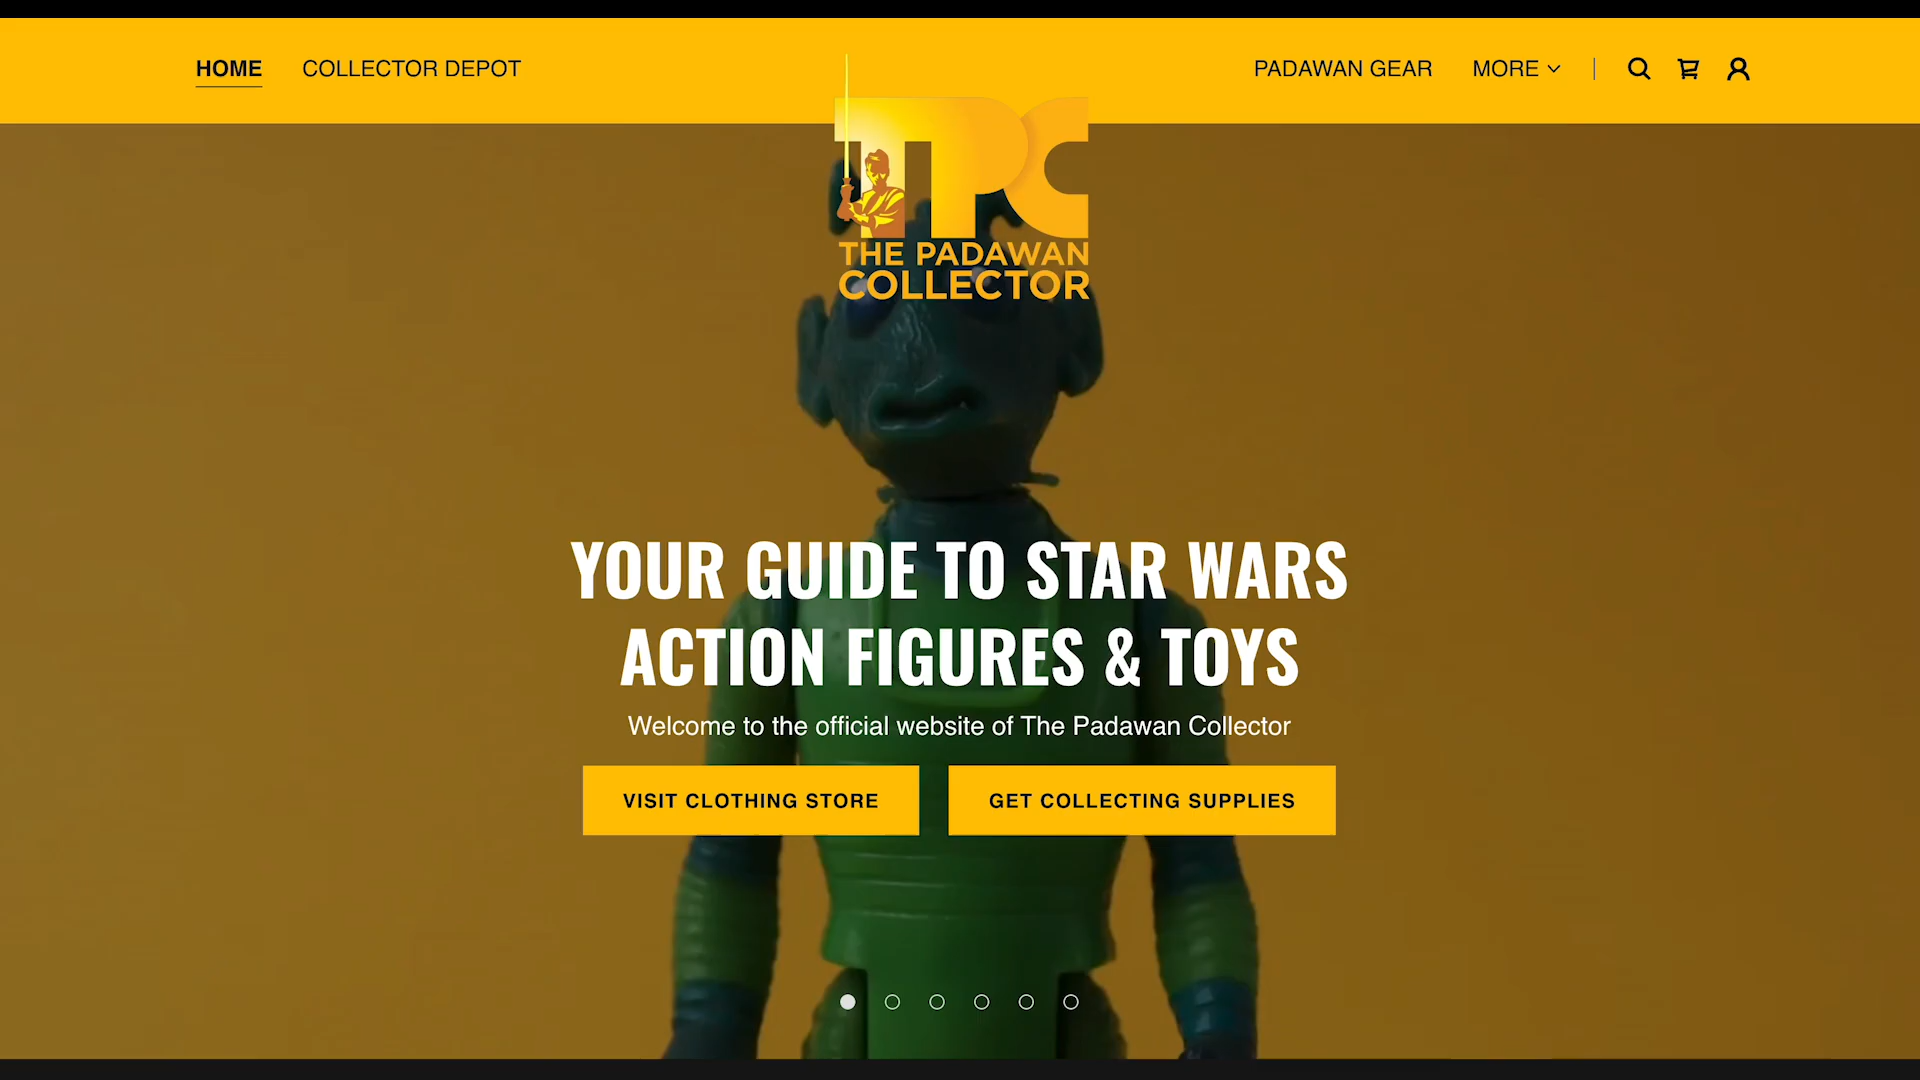 HOME
COLLECTOR DEPOT
PADAWAN GEAR
MORE
TPC
THE PADAWAN
COLLECTOR
YOUR GUIDE TO STAR WARS
ACTION FIGURES & TOYS
Welcome to the official website of The Padawan Collector
VISIT CLOTHING STORE
GET COLLECTING SUPPLIES